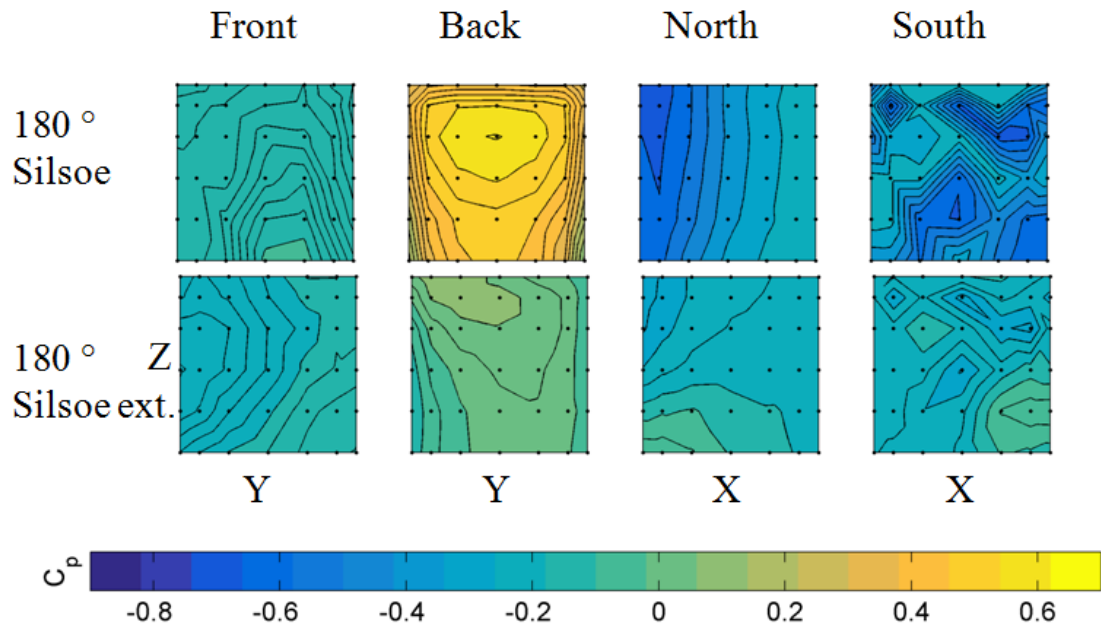 Front Back North South
180 °
Silsoe
180 ° Z
Silsoe ext.
Y Y X X
Cp
-0.8 -0.6 -0.4 -0.2 0 0.2 0.4 0.6